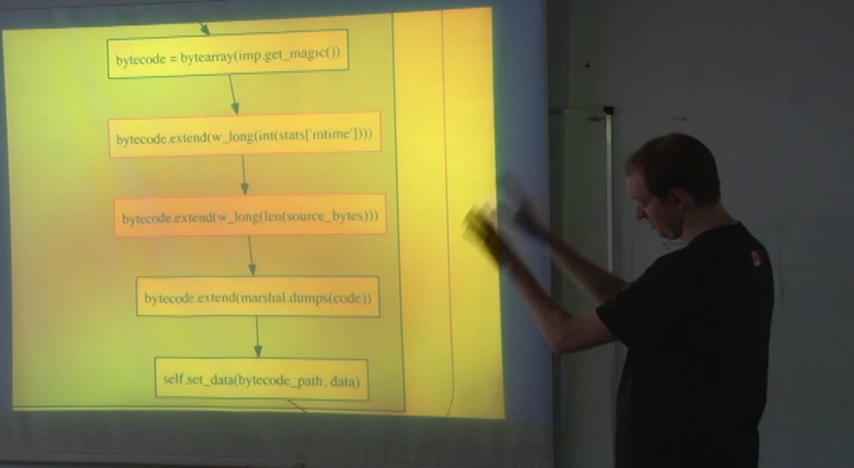 bytecode = bytearray(imp.get_magic())
bytecode.extend(w_long(int(stats['mtime'])))
bytecode.extend(w_long(len(source_bytes)))
bytecode.extend(marshal.dumps(code))
self.set_data(bytecode_path, data)